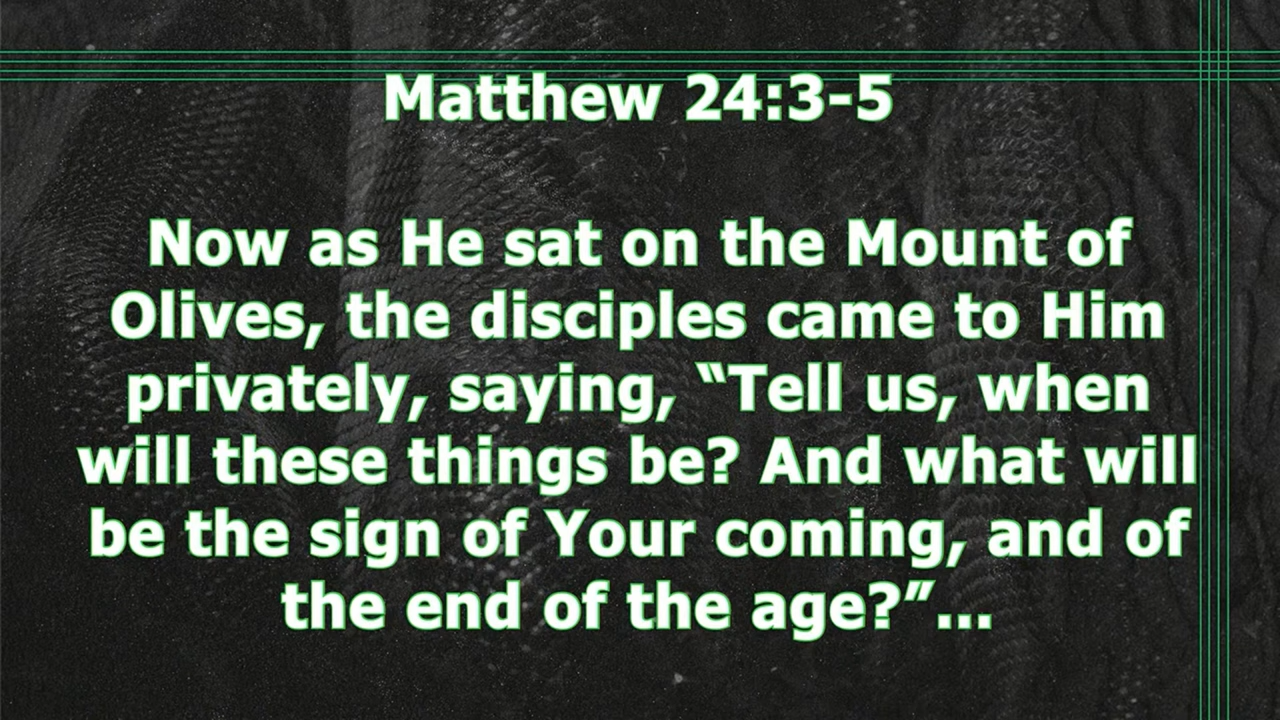 Matthew 24:3-5
Now as He sat on the Mount of
Olives, the disciples came to Him
privately, saying, “Tell us, when
will these things be? And what will
be the sign of Your coming, and of
the end of the age?”...